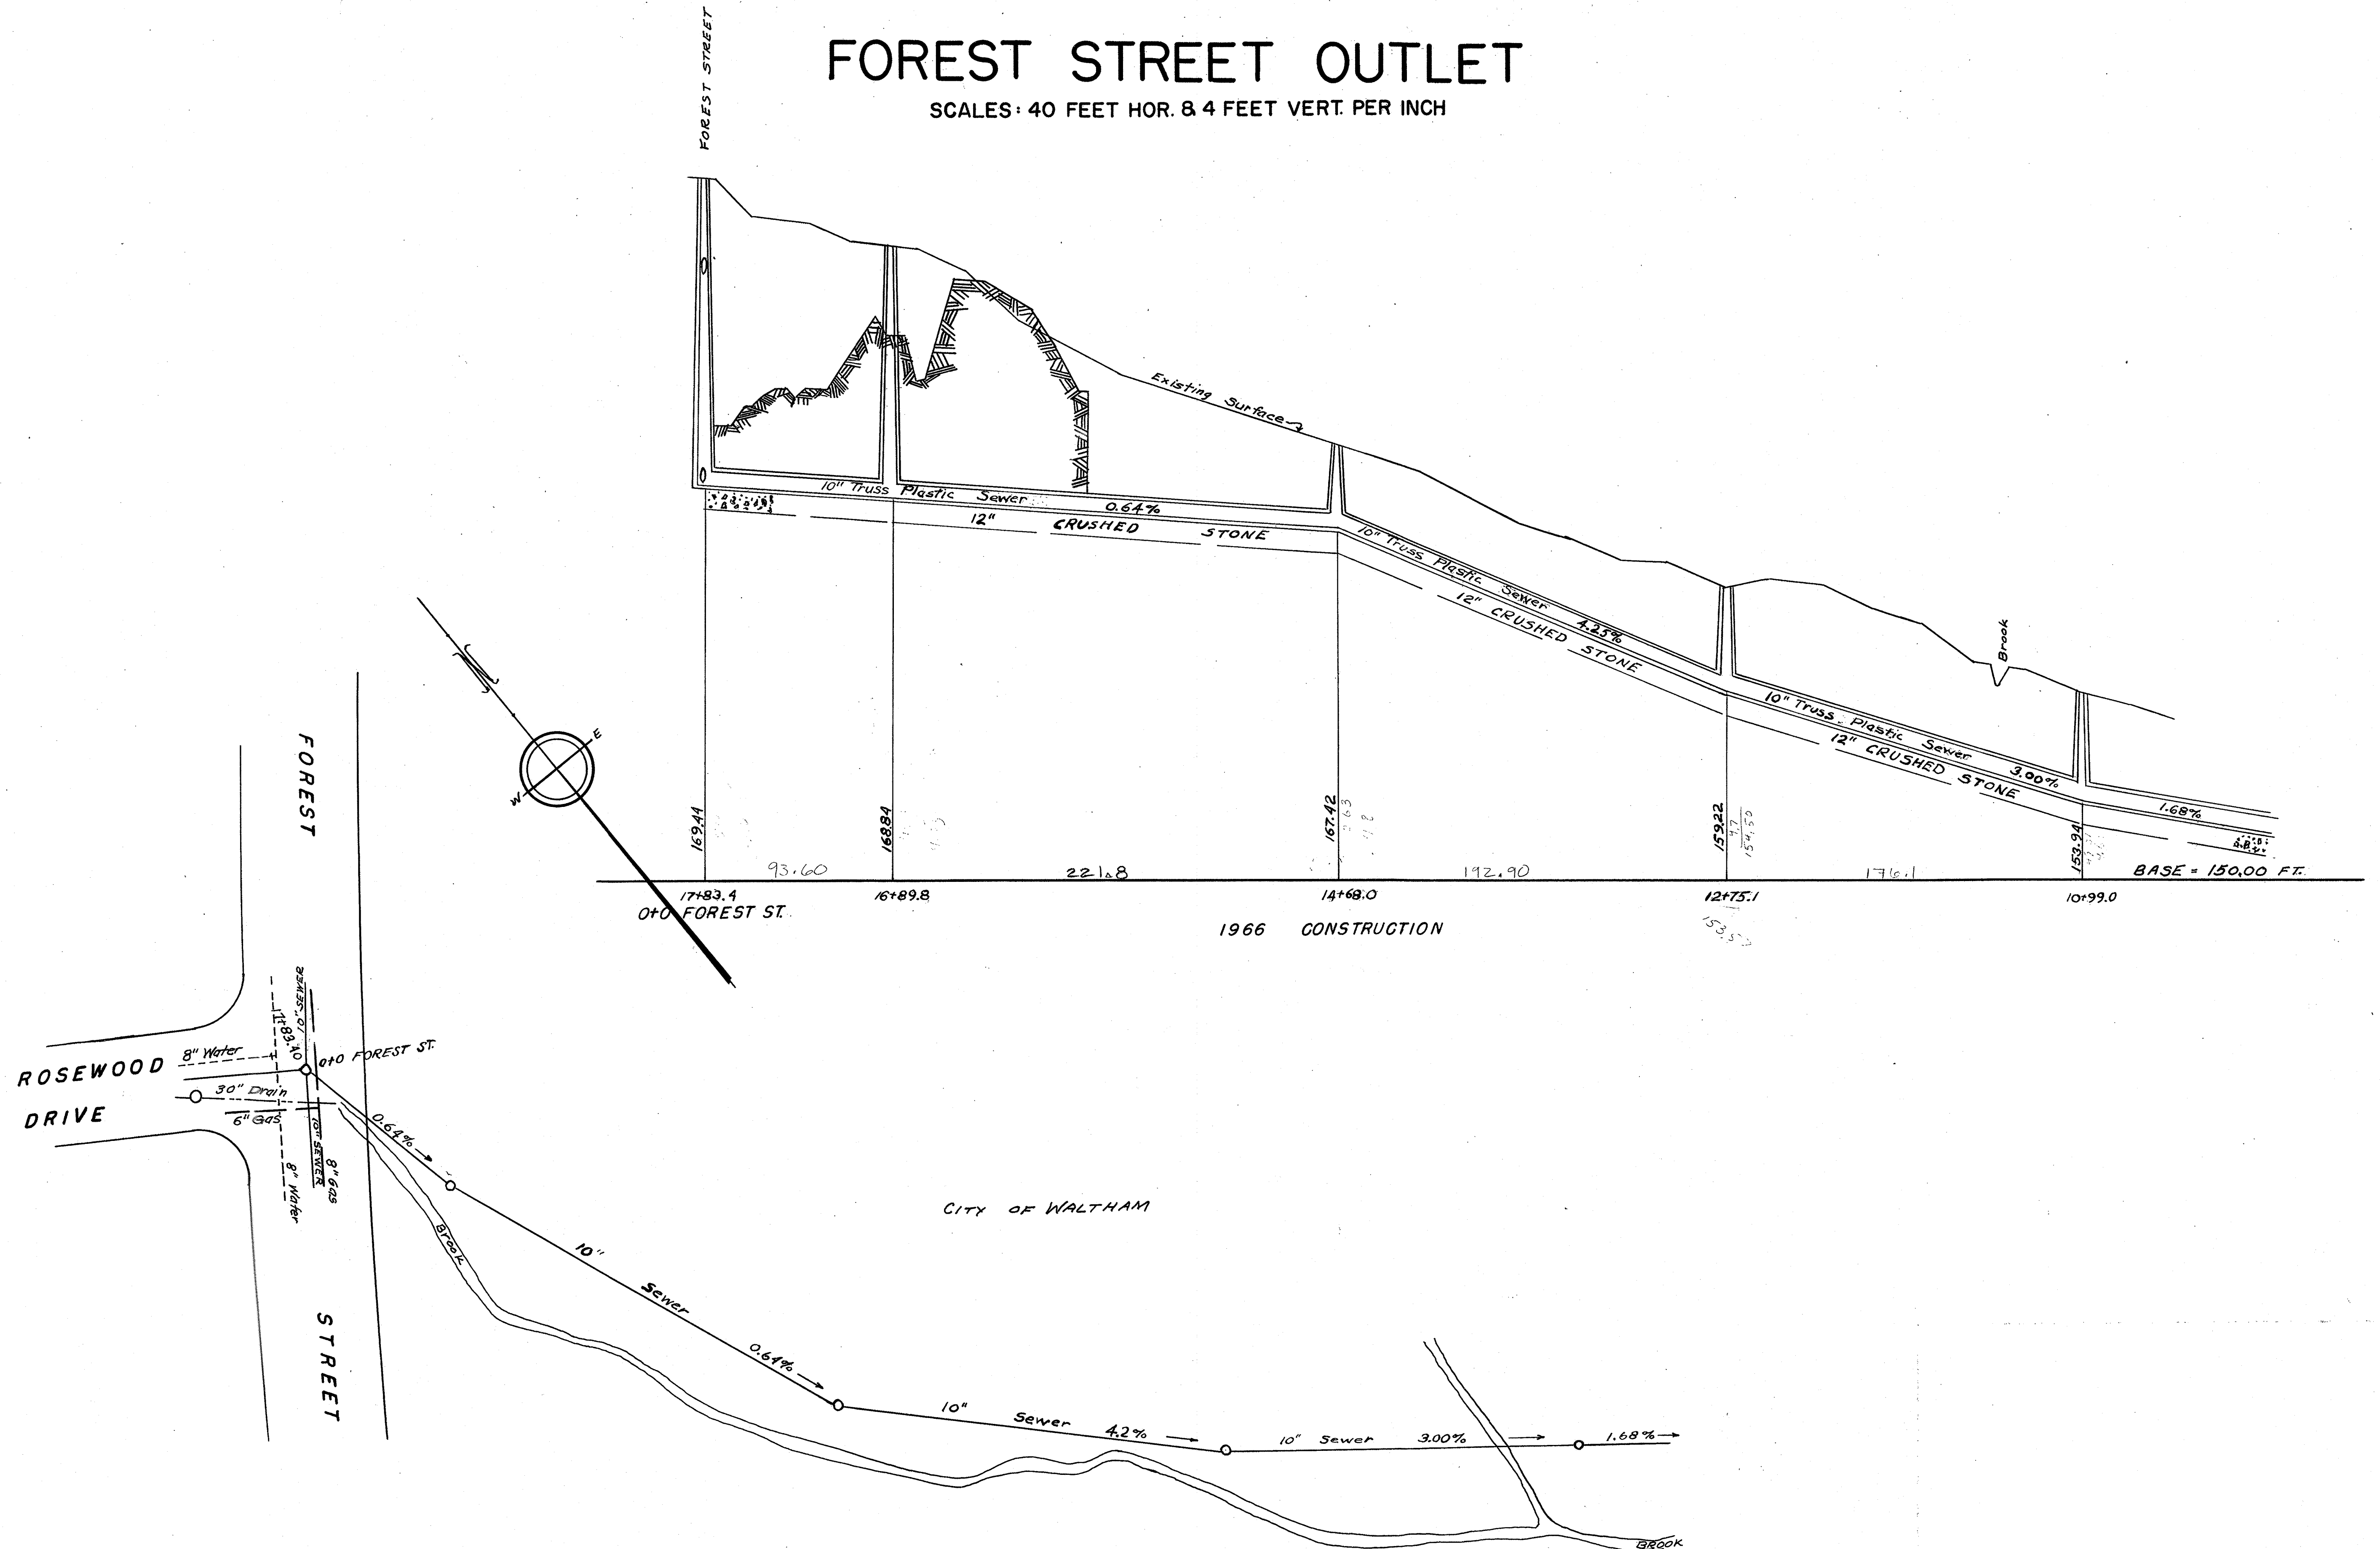 FOREST STREET OUTLET
SCALES: 40 FEET HOR. & 4 FEET VERT. PER INCH
FOREST STREET
Existing Surface
10" Truss Plastic Sewer
0.64%
12" CRUSHED STONE
10" Truss Plastic Sewer
4.25%
12" CRUSHED STONE
Brook
10" Truss Plastic Sewer 3.00%
12" CRUSHED STONE
1.68%
169.44
168.84
167.42
159.22
4.7
154.50
153.94
93.60
221.8
192.90
176.1
BASE = 150.00 FT.
17+83.4
16+89.8
14+68.0
12+75.1
10+99.0
0+0 FOREST ST.
1966 CONSTRUCTION
N
E
W
FOREST
STREET
ROSEWOOD
DRIVE
8" Water
30" Drain
6" Gas
10" SEWER
17+83.40
0+0 FOREST ST.
10" SEWER
8" GAS
8" Water
0.64%
Brook
10" Sewer
0.64%
CITY OF WALTHAM
10" Sewer 4.2%
10" Sewer 3.00%
1.68%
BROOK